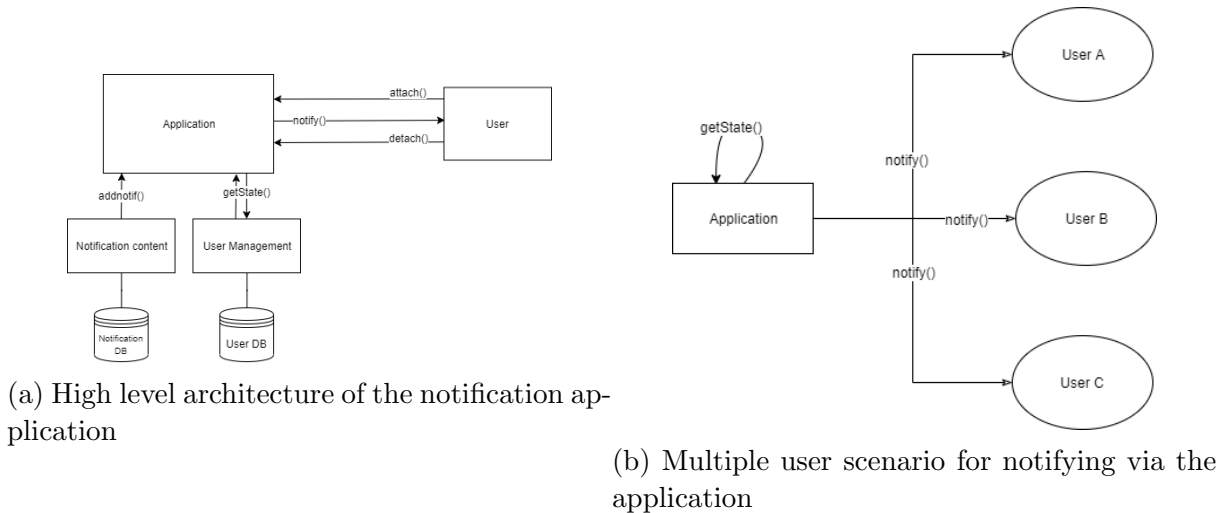 attach()
Application
notify()
User
detach()
addnotif()
getState()
Notification content
User Management
Notification
DB
User DB
(a) High level architecture of the notification ap-
plication
User A
getState()
notify()
Application
notify()
User B
notify()
User C
(b) Multiple user scenario for notifying via the
application